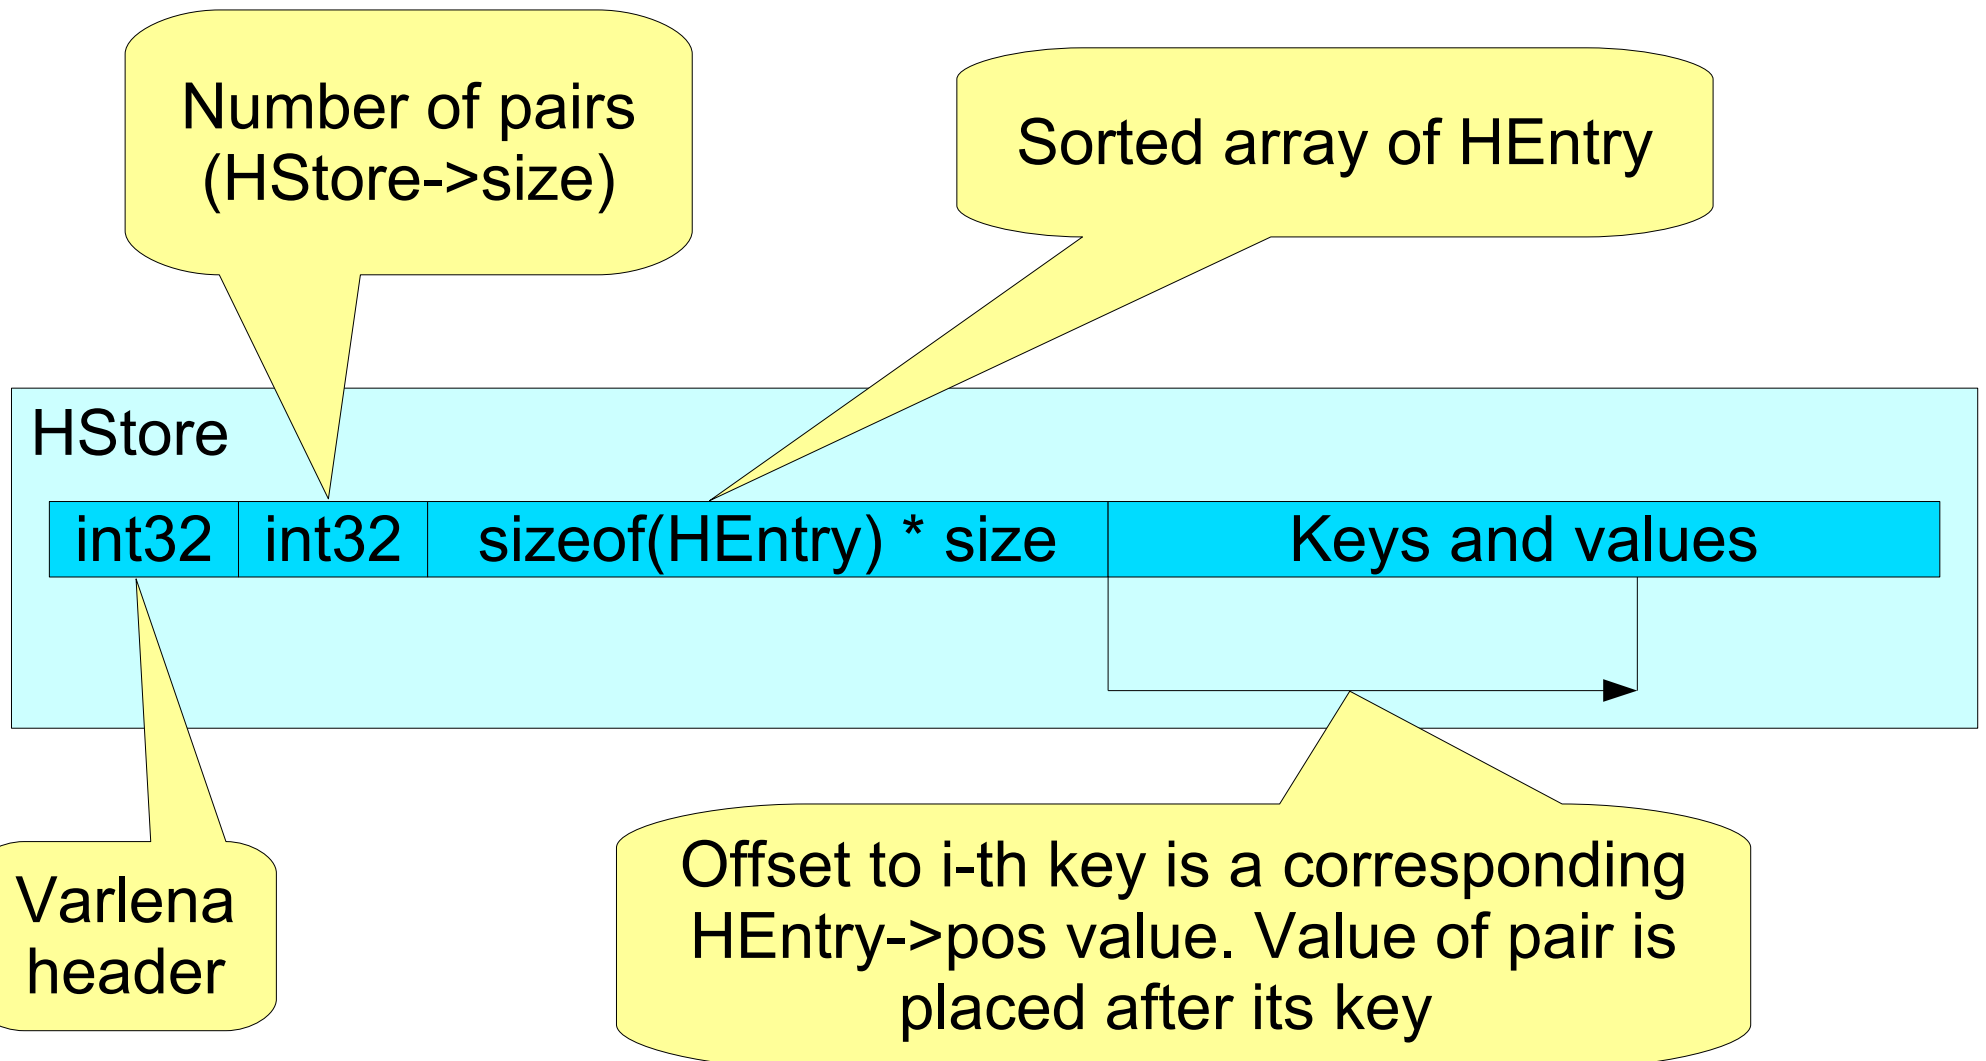 Number of pairs
(HStore->size)
Sorted array of HEntry
HStore
int32 int32 sizeof(HEntry) * size Keys and values
Varlena
header
Offset to i-th key is a corresponding
HEntry->pos value. Value of pair is
placed after its key